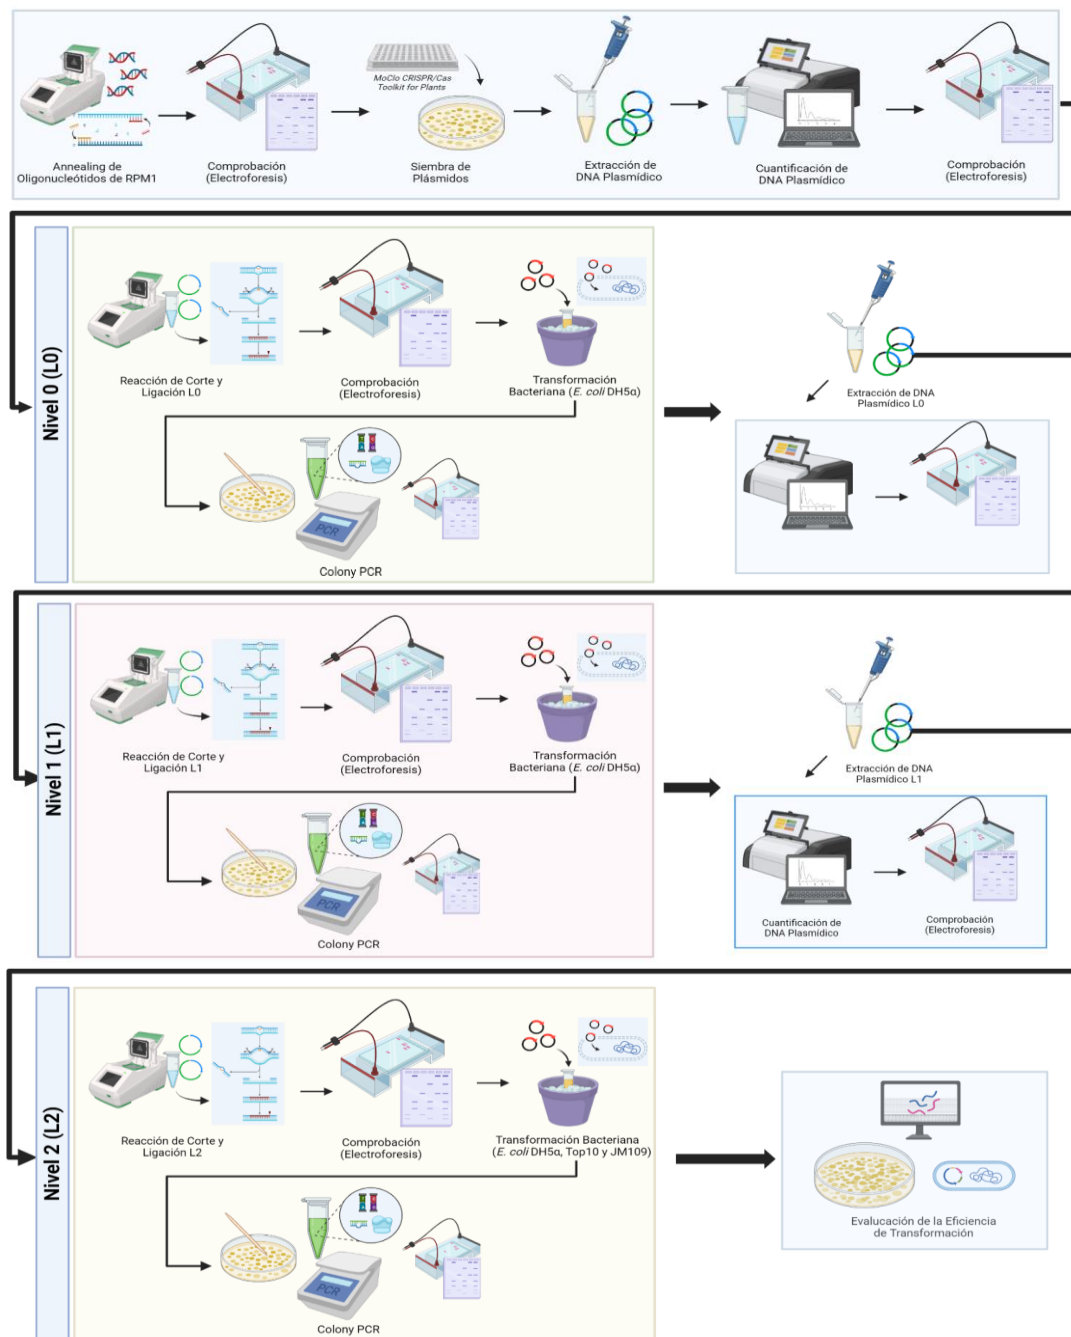 MoClo CRISPR/Cas
Toolkit for Plants
Annealing de
Oligonucleótidos de RPM1
Comprobación
(Electroforesis)
Siembra de
Plásmidos
Extracción de
DNA Plasmídico
Cuantificación de
DNA Plasmídico
Comprobación
(Electroforesis)
Nivel 0 (L0)
Reacción de Corte y
Ligación L0
Comprobación
(Electroforesis)
Transformación
Bacteriana (E. coli DH5α)
PCR
Colony PCR
Extracción de DNA
Plasmídico L0
Nivel 1 (L1)
Reacción de Corte y
Ligación L1
Comprobación
(Electroforesis)
Transformación
Bacteriana (E. coli DH5α)
PCR
Colony PCR
Extracción de DNA
Plasmídico L1
Cuantificación de
DNA Plasmídico
Comprobación
(Electroforesis)
Nivel 2 (L2)
Reacción de Corte y
Ligación L2
Comprobación
(Electroforesis)
Transformación Bacteriana
(E. coli DH5α, Top10 y JM109)
PCR
Colony PCR
Evalucación de la Eficiencia
de Transformación